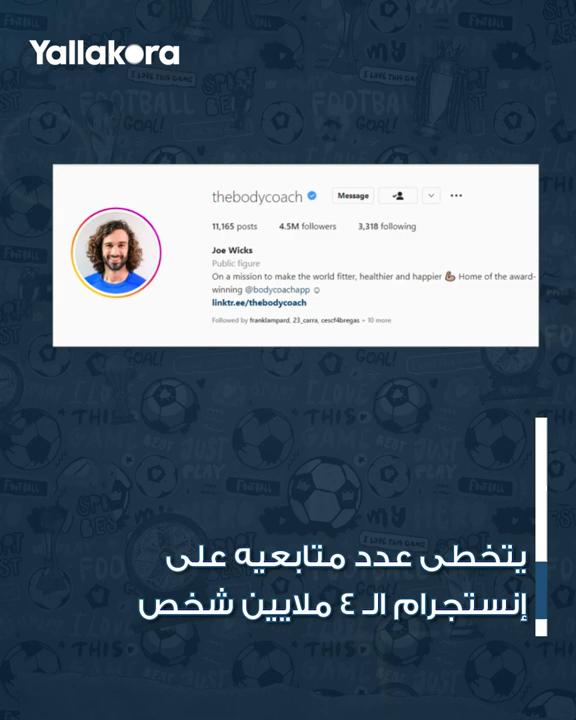 Yallakora
thebodycoach
Message
11,165 posts 4.5M followers 3,318 following
Joe Wicks
Public figure
On a mission to make the world fitter, healthier and happier 💪🏽 Home of the award-
winning @bodycoachapp ☺
linktr.ee/thebodycoach
Followed by franklampard, 23_carra, cescf4bregas + 10 more
يتخطى عدد متابعيه على
إنستجرام الـ ٤ ملايين شخص